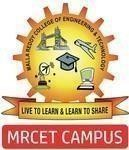 MALLA REDDY COLLEGE OF ENGINEERING & TECHNOLOGY
LIVE TO LEARN & LEARN TO SHARE
MRCET CAMPUS